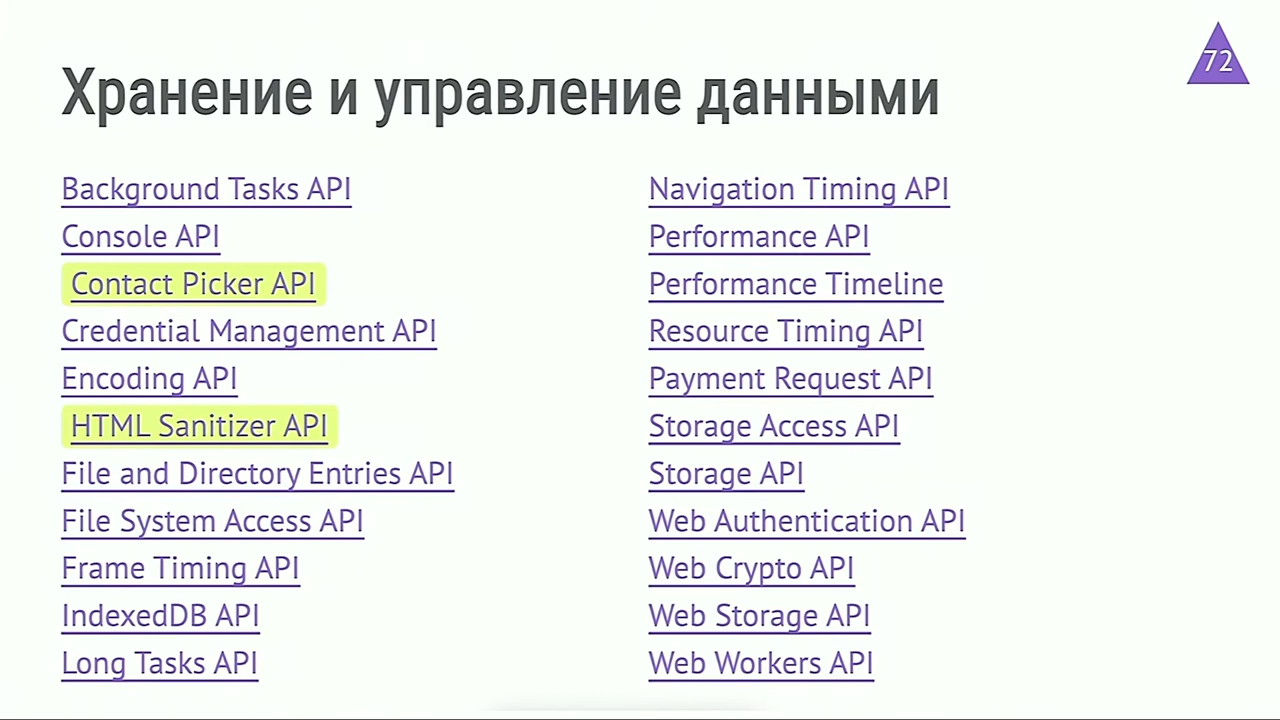 72
Хранение и управление данными
Background Tasks API
Console API
Contact Picker API
Credential Management API
Encoding API
HTML Sanitizer API
File and Directory Entries API
File System Access API
Frame Timing API
IndexedDB API
Long Tasks API
Navigation Timing API
Performance API
Performance Timeline
Resource Timing API
Payment Request API
Storage Access API
Storage API
Web Authentication API
Web Crypto API
Web Storage API
Web Workers API